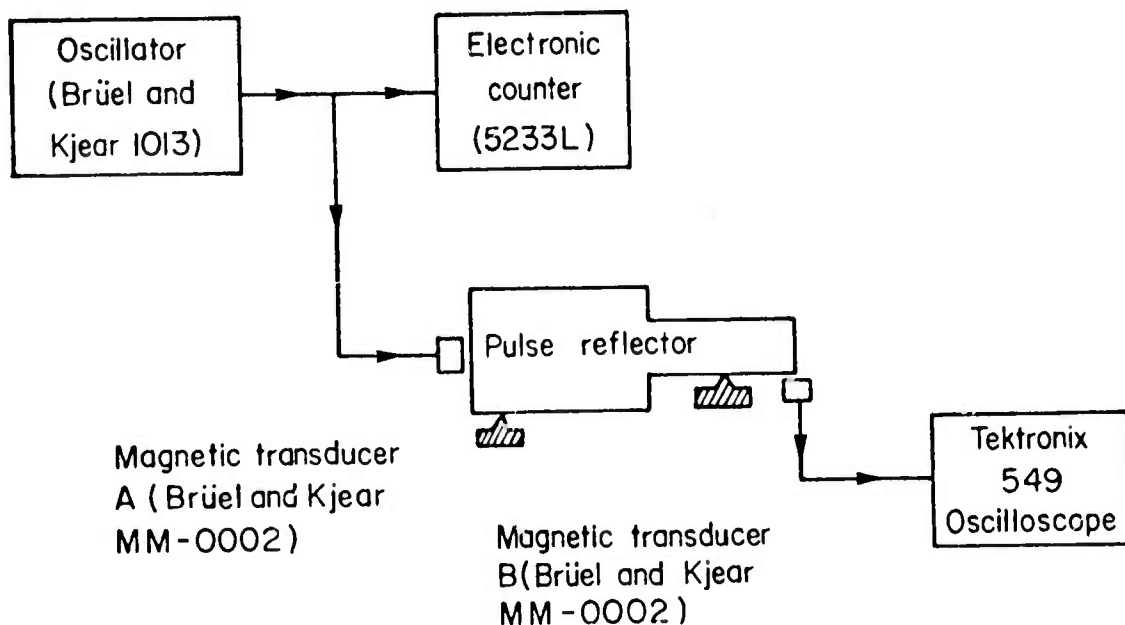 Oscillator
(Brüel and
Kjear 1013)
Electronic
counter
(5233L)
Pulse reflector
Magnetic transducer
A (Brüel and Kjear
MM-0002)
Magnetic transducer
B(Brüel and Kjear
MM-0002)
Tektronix
549
Oscilloscope